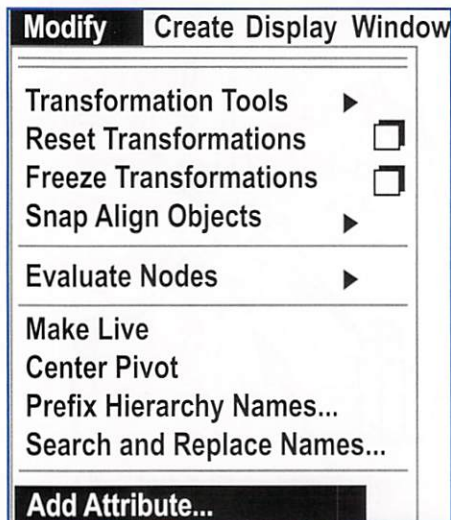 Modify Create Display Window
Transformation Tools
Reset Transformations
Freeze Transformations
Snap Align Objects
Evaluate Nodes
Make Live
Center Pivot
Prefix Hierarchy Names...
Search and Replace Names...
Add Attribute...